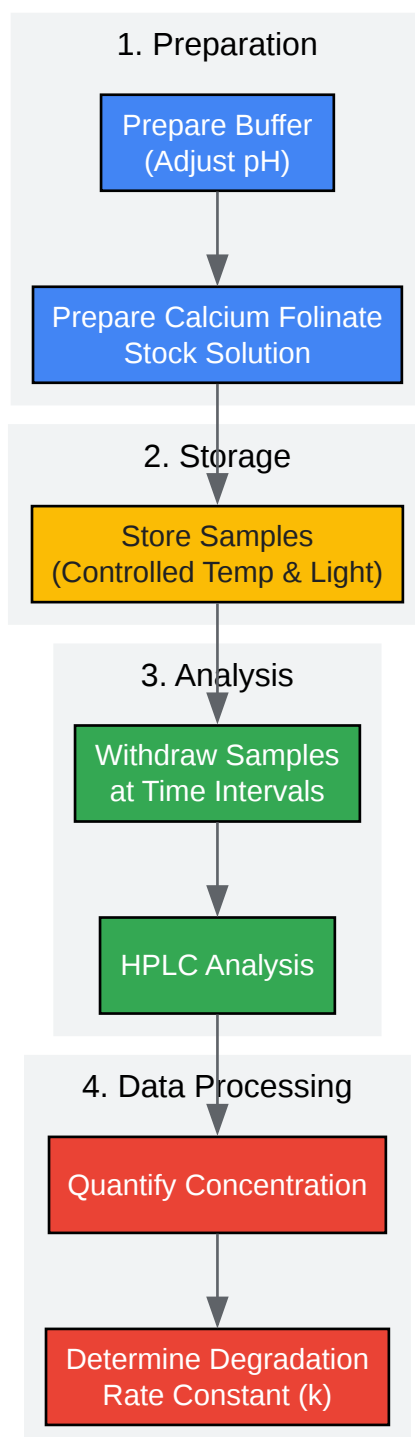 1. Preparation
Prepare Buffer
(Adjust pH)
Prepare Calcium Folinate
Stock Solution
2. Storage
Store Samples
(Controlled Temp & Light)
3. Analysis
Withdraw Samples
at Time Intervals
HPLC Analysis
4. Data Processing
Quantify Concentration
Determine Degradation
Rate Constant (k)